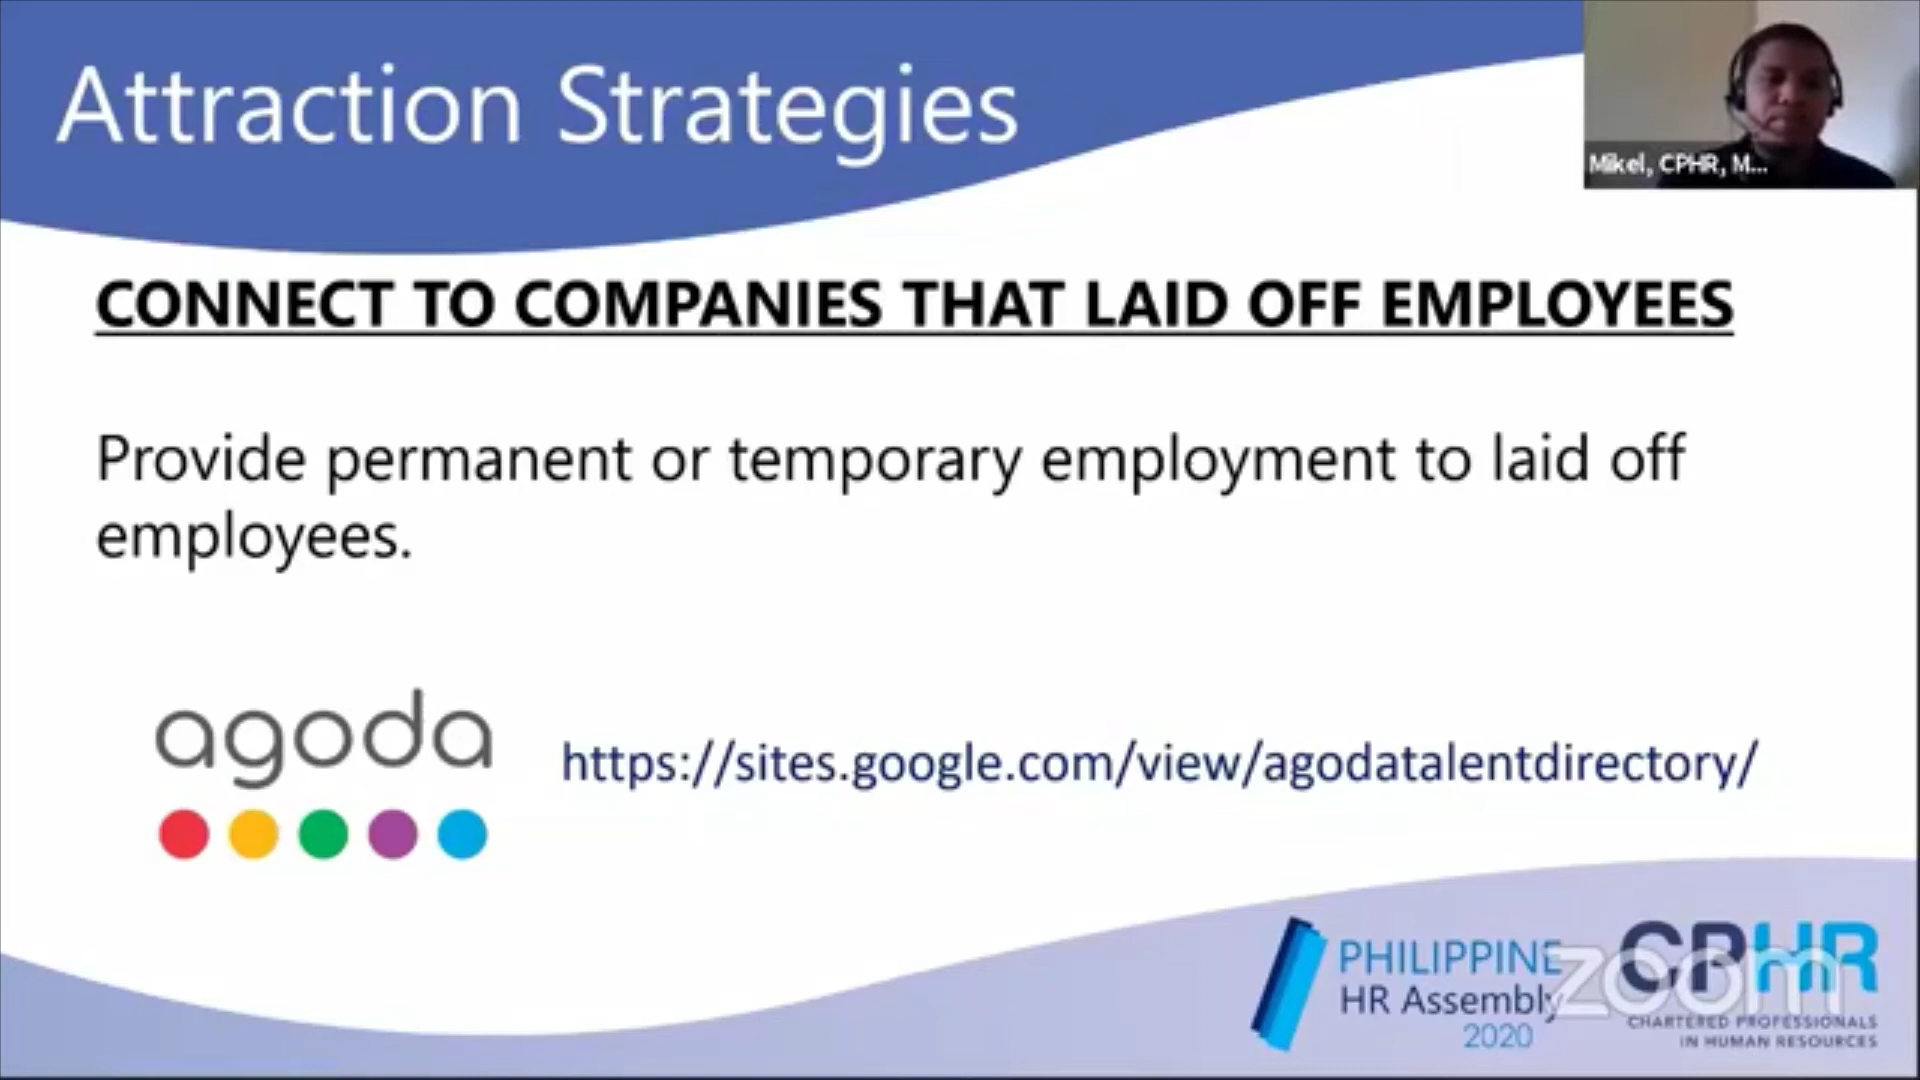 Attraction Strategies
Mikel, CPHR, M...
CONNECT TO COMPANIES THAT LAID OFF EMPLOYEES
Provide permanent or temporary employment to laid off
employees.
agoda
https://sites.google.com/view/agodatalentdirectory/
PHILIPPINE
HR Assembly
2020
zoom
CPHR
CHARTERED PROFESSIONALS
IN HUMAN RESOURCES